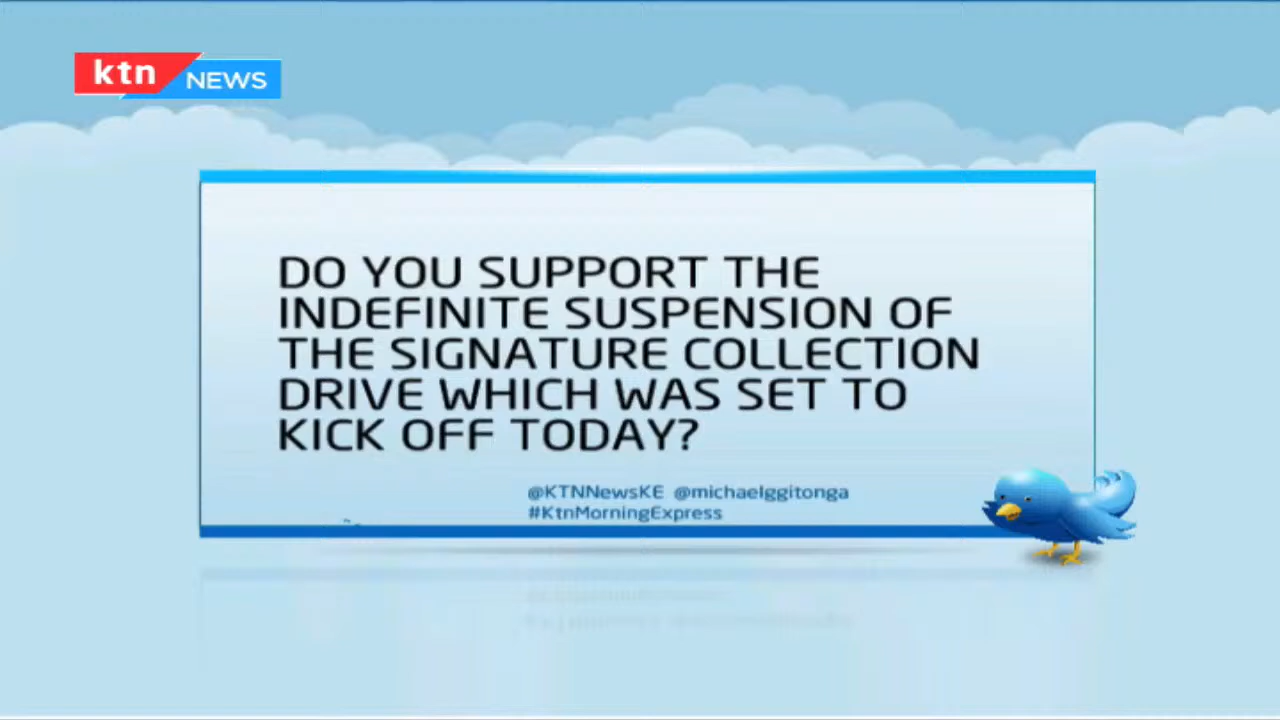 ktn NEWS
DO YOU SUPPORT THE
INDEFINITE SUSPENSION OF
THE SIGNATURE COLLECTION
DRIVE WHICH WAS SET TO
KICK OFF TODAY?
@KTNNewsKE @michaelggitonga
#KtnMorningExpress